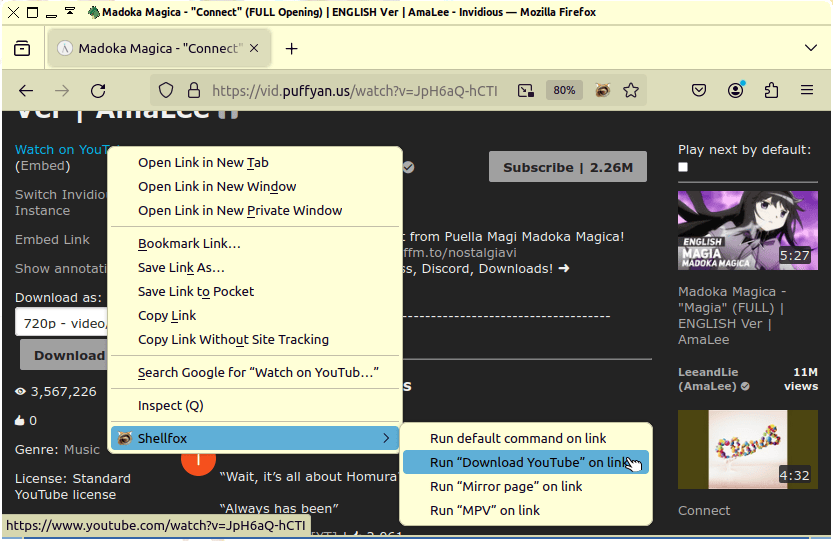 Madoka Magica - "Connect" (FULL Opening) | ENGLISH Ver | AmaLee - Invidious — Mozilla Firefox
Madoka Magica - "Connect"
https://vid.puffyan.us/watch?v=JpH6aQ-hCTI
80%
Ver | AmaLee
Watch on YouT
(Embed)
Switch Invidious
Instance
Embed Link
Show annotati
Download as:
720p - video/
Download
3,567,226
0
Genre: Music
License: Standard
YouTube license
Open Link in New Tab
Open Link in New Window
Open Link in New Private Window
Bookmark Link…
Save Link As…
Save Link to Pocket
Copy Link
Copy Link Without Site Tracking
Search Google for “Watch on YouTub…”
Inspect (Q)
Shellfox
Run default command on link
Run “Download YouTube” on link
Run “Mirror page” on link
Run “MPV” on link
Subscribe | 2.26M
t from Puella Magi Madoka Magica!
ffm.to/nostalgiavi
ss, Discord, Downloads! ➜
----------------------------------
s
“Wait, it’s all about Homura”
“Always has been”
[YT] | 2,061
Play next by default:
ENGLISH
MAGIA
MADOKA MAGICA
5:27
Madoka Magica -
"Magia" (FULL) |
ENGLISH Ver |
AmaLee
LeeandLie
(AmaLee)
11M
views
ClariS
4:32
Connect
https://www.youtube.com/watch?v=JpH6aQ-hCTI